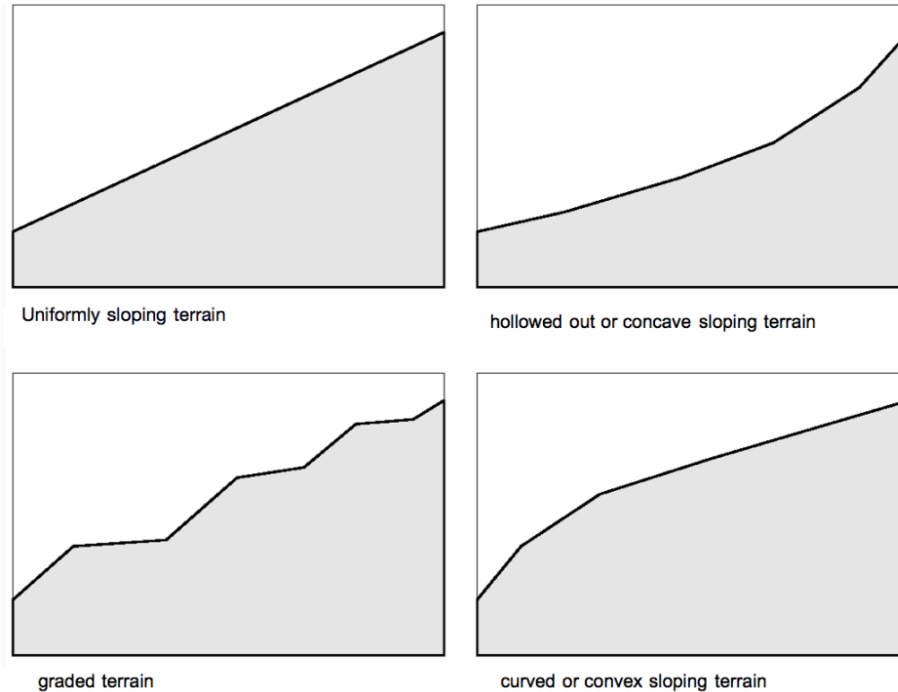 Uniformly sloping terrain
hollowed out or concave sloping terrain
graded terrain
curved or convex sloping terrain